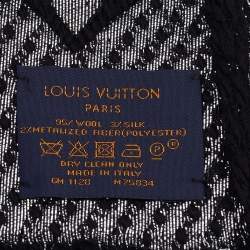 LOUIS VUITTON
PARIS
95% WOOL 3% SILK
2% METALIZED FIBER(POLYESTER)
DRY CLEAN ONLY
MADE IN ITALY
GM 1120 M75834